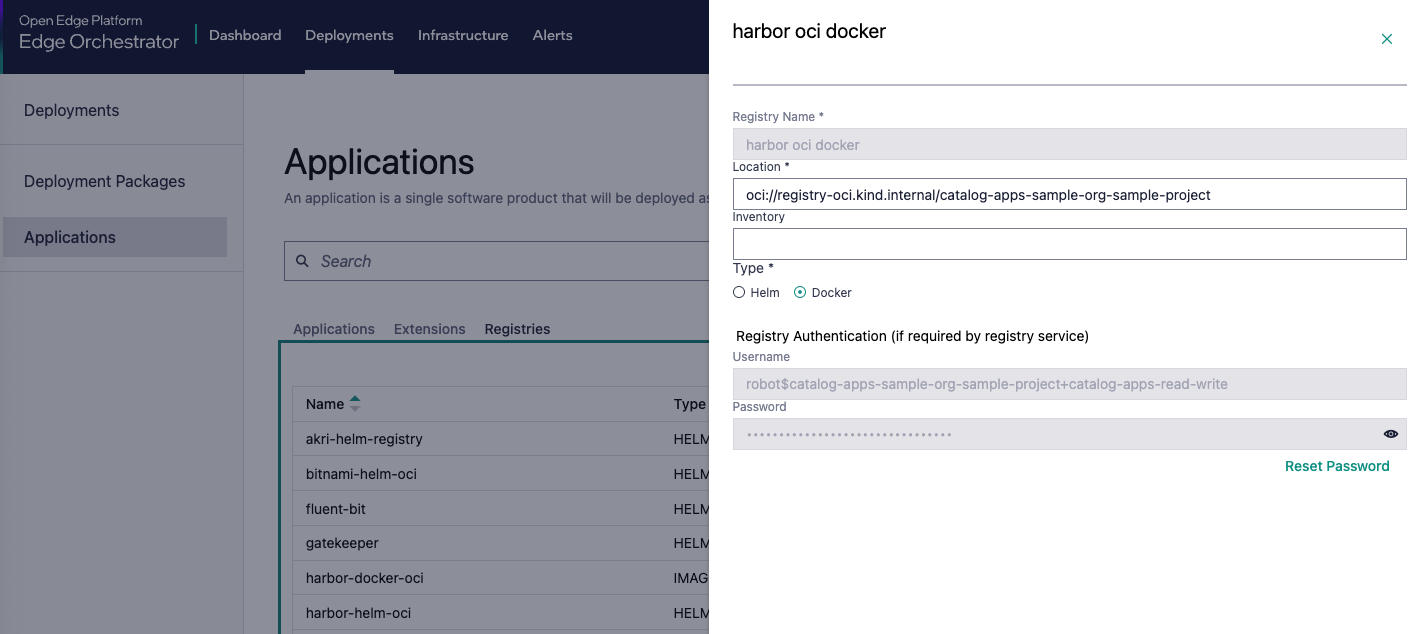 Open Edge Platform
Edge Orchestrator
Dashboard
Deployments
Infrastructure
Alerts
Deployments
Deployment Packages
Applications
Applications
An application is a single software product that will be deployed as
Search
Applications
Extensions
Registries
Name
Type
akri-helm-registry
HELM
bitnami-helm-oci
HELM
fluent-bit
HELM
gatekeeper
HELM
harbor-docker-oci
IMAG
harbor-helm-oci
HELM
harbor oci docker
Registry Name *
harbor oci docker
Location *
oci://registry-oci.kind.internal/catalog-apps-sample-org-sample-project
Inventory
Type *
Helm
Docker
Registry Authentication (if required by registry service)
Username
robot$catalog-apps-sample-org-sample-project+catalog-apps-read-write
Password
Reset Password